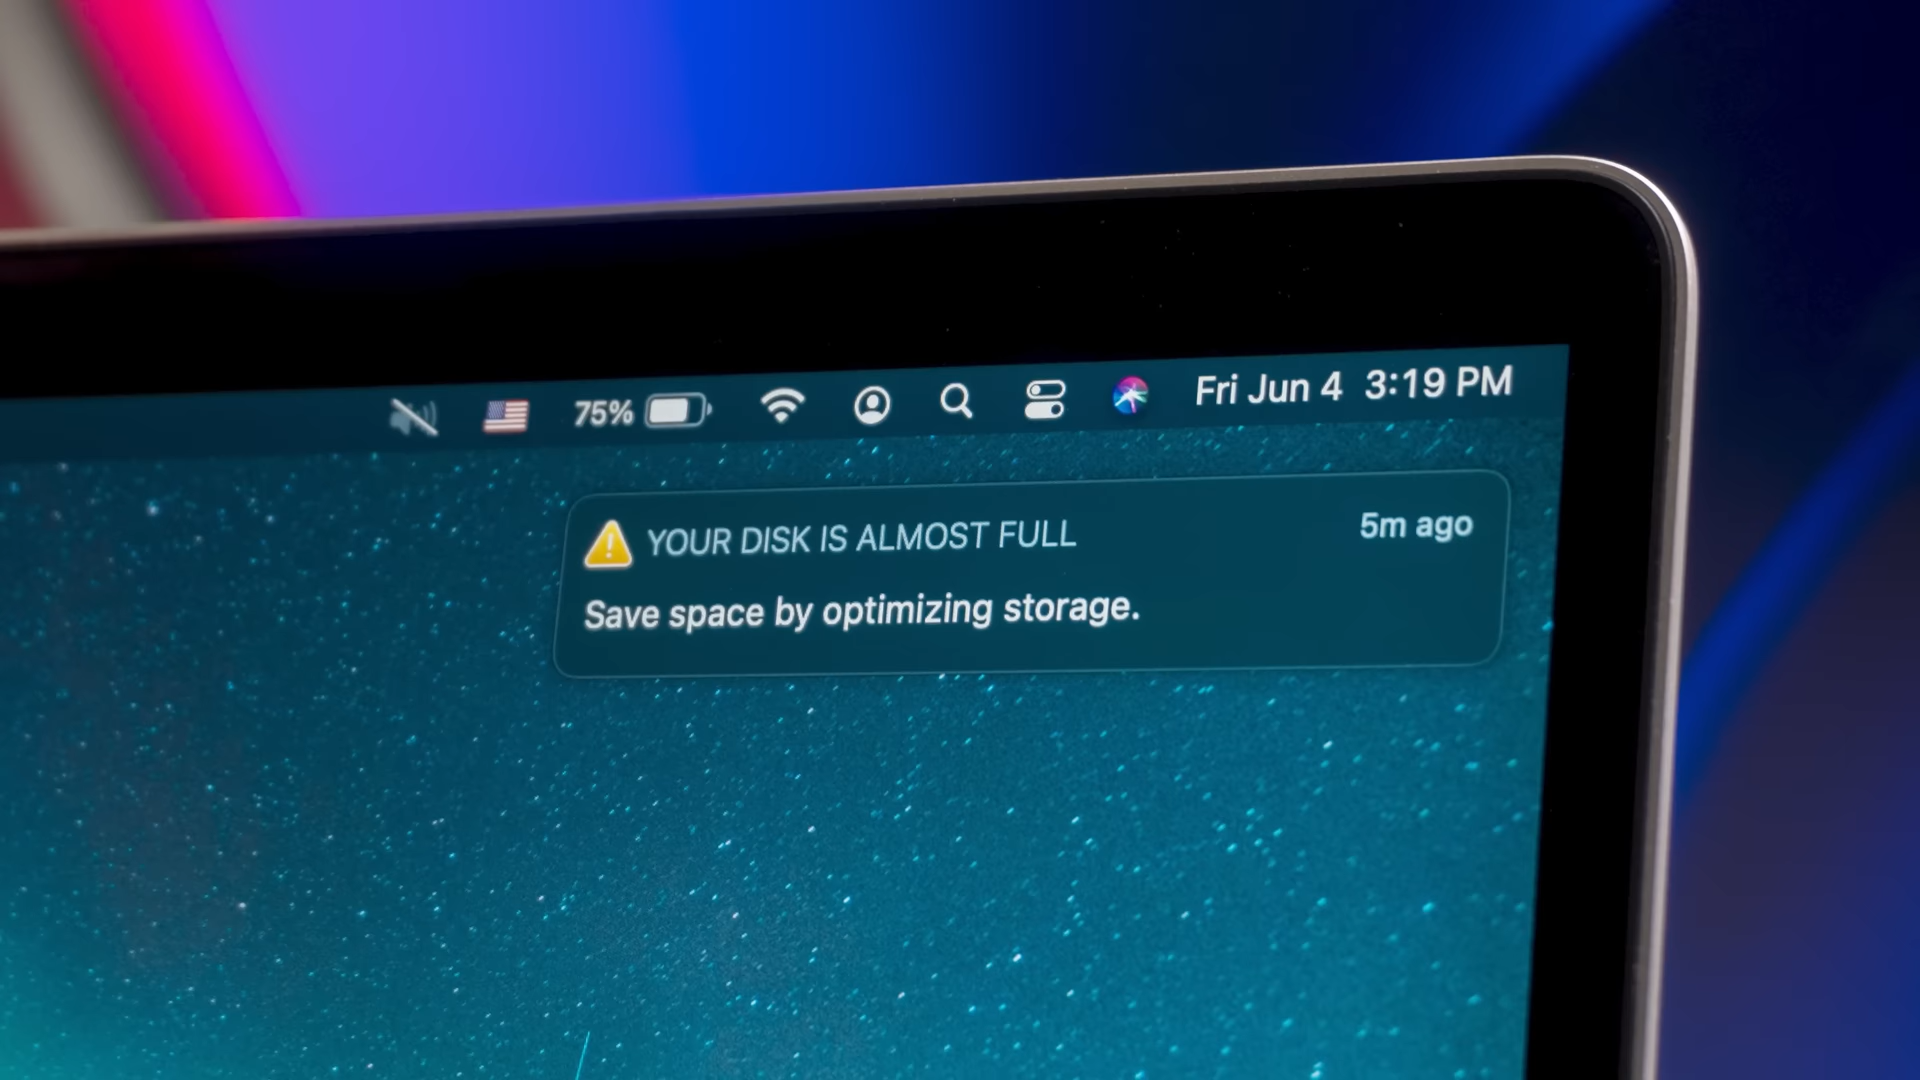 75% Fri Jun 4 3:19 PM
YOUR DISK IS ALMOST FULL 5m ago
Save space by optimizing storage.